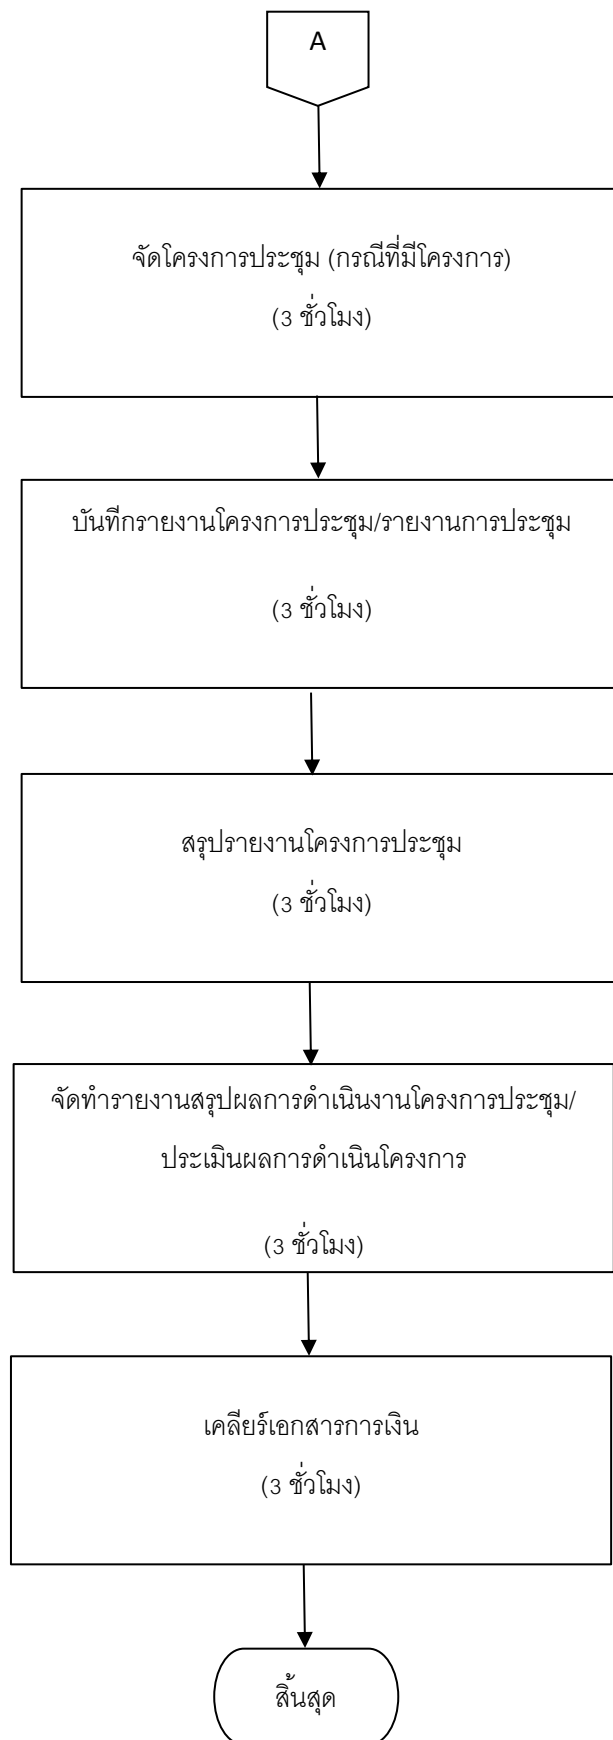 A
จัดโครงการประชุม (กรณีที่มีโครงการ)
(3 ชั่วโมง)
บันทึกรายงานโครงการประชุม/รายงานการประชุม
(3 ชั่วโมง)
สรุปรายงานโครงการประชุม
(3 ชั่วโมง)
จัดทำรายงานสรุปผลการดำเนินงานโครงการประชุม/
ประเมินผลการดำเนินโครงการ
(3 ชั่วโมง)
เคลียร์เอกสารการเงิน
(3 ชั่วโมง)
สิ้นสุด